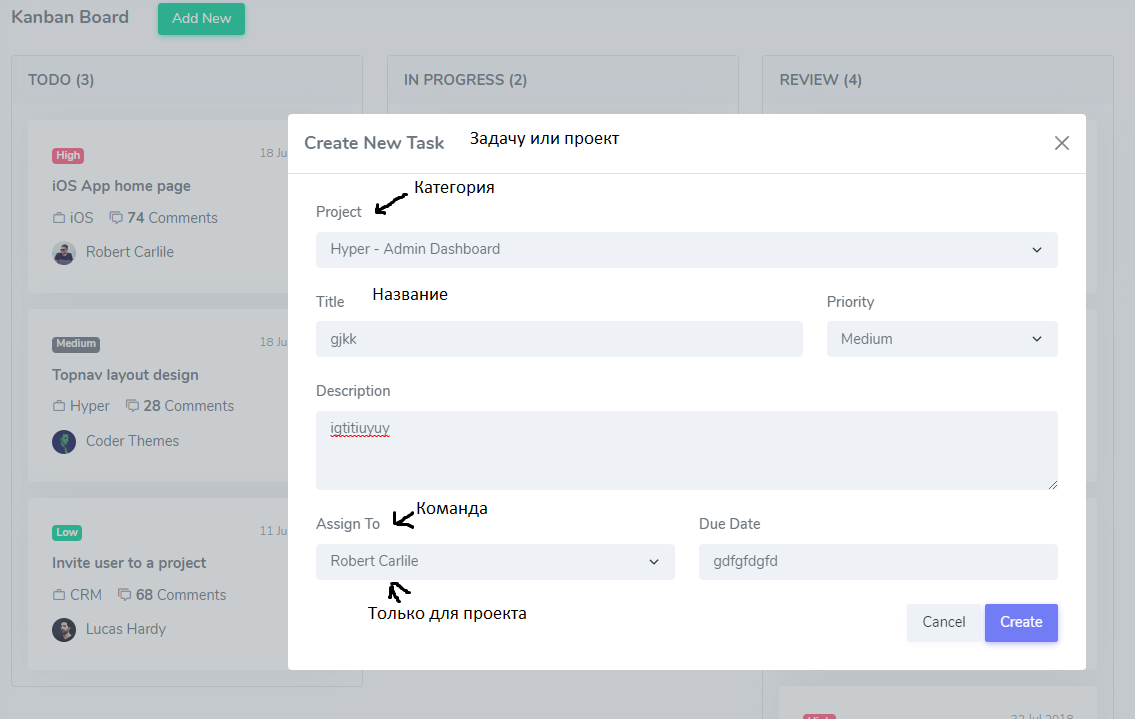 Kanban Board
Add New
TODO (3)
IN PROGRESS (2)
REVIEW (4)
High
18 Ju
iOS App home page
iOS
74 Comments
Robert Carlile
Medium
18 Ju
Topnav layout design
Hyper
28 Comments
Coder Themes
Low
11 Ju
Invite user to a project
CRM
68 Comments
Lucas Hardy
Create New Task
Задачу или проект
Категория
Project
Hyper - Admin Dashboard
Title
Название
Priority
gjkk
Medium
Description
igtitiuyuy
Команда
Assign To
Due Date
Robert Carlile
gdfgfdgfd
Только для проекта
Cancel
Create